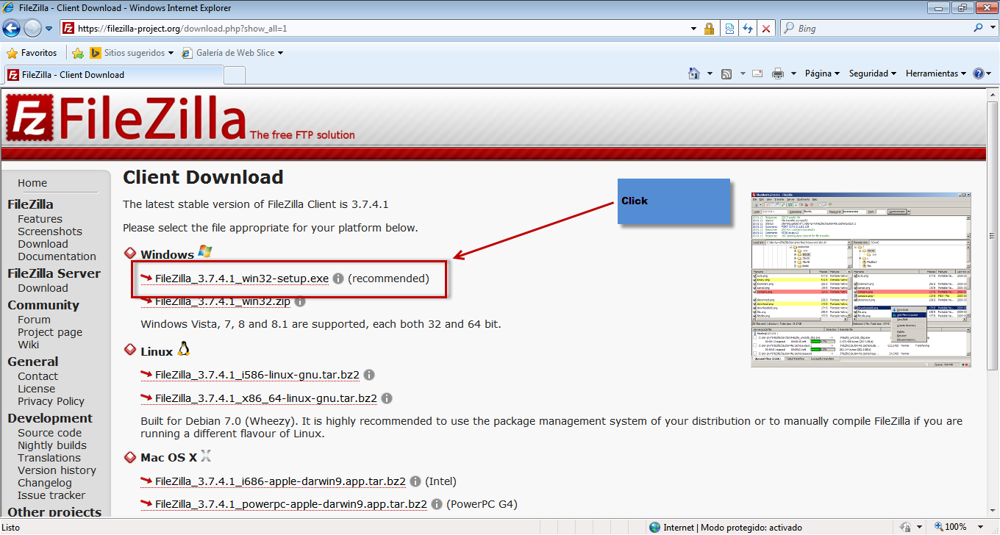 FileZilla - Client Download - Windows Internet Explorer
https://filezilla-project.org/download.php?show_all=1
Bing
Favoritos
Sitios sugeridos
Galería de Web Slice
FileZilla - Client Download
Página
Seguridad
Herramientas
FileZilla The free FTP solution
Home
FileZilla
Features
Screenshots
Download
Documentation
FileZilla Server
Download
Community
Forum
Project page
Wiki
General
Contact
License
Privacy Policy
Development
Source code
Nightly builds
Translations
Version history
Changelog
Issue tracker
Other projects
Client Download
The latest stable version of FileZilla Client is 3.7.4.1
Please select the file appropriate for your platform below.
Click
Windows
FileZilla_3.7.4.1_win32-setup.exe (recommended)
FileZilla_3.7.4.1_win32.zip
Windows Vista, 7, 8 and 8.1 are supported, each both 32 and 64 bit.
Linux
FileZilla_3.7.4.1_i586-linux-gnu.tar.bz2
FileZilla_3.7.4.1_x86_64-linux-gnu.tar.bz2
Built for Debian 7.0 (Wheezy). It is highly recommended to use the package management system of your distribution or to manually compile FileZilla if you are
running a different flavour of Linux.
Mac OS X
FileZilla_3.7.4.1_i686-apple-darwin9.app.tar.bz2 (Intel)
FileZilla_3.7.4.1_powerpc-apple-darwin9.app.tar.bz2 (PowerPC G4)
Listo
Internet | Modo protegido: activado
100%